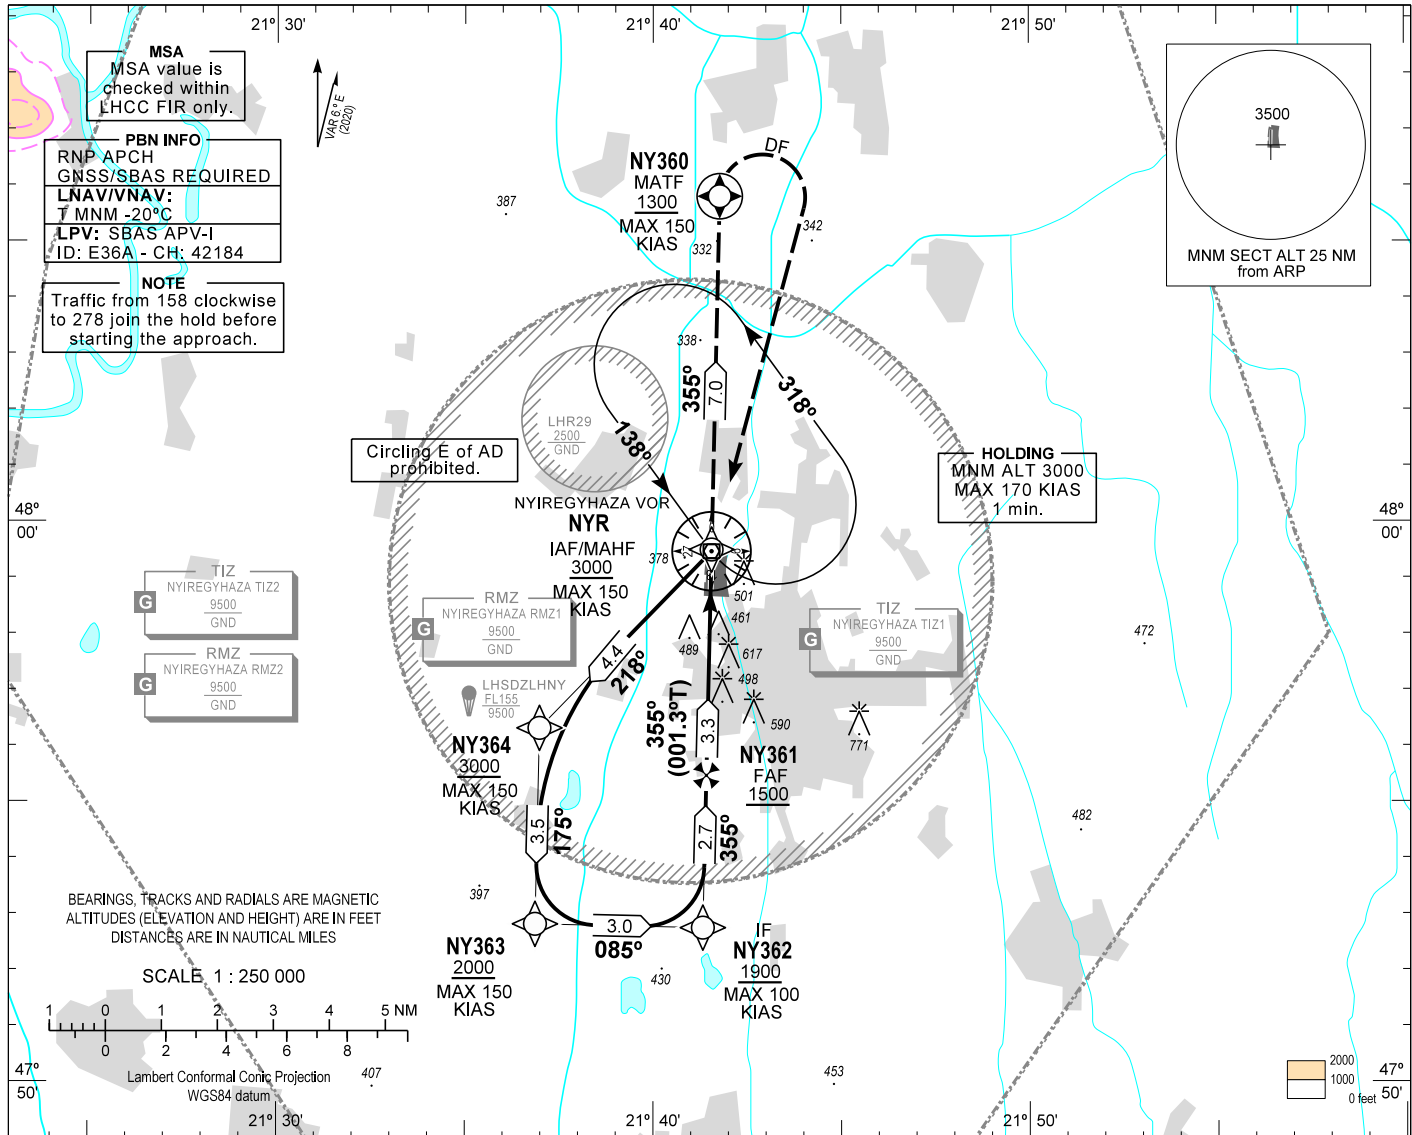 21° 30'
21° 40'
21° 50'
MSA
MSA value is
checked within
LHCC FIR only.
VAR 6° E
(2020)
PBN INFO
RNP APCH
GNSS/SBAS REQUIRED
LNAV/VNAV:
T MNM -20°C
LPV: SBAS APV-I
ID: E36A - CH: 42184
NOTE
Traffic from 158 clockwise
to 278 join the hold before
starting the approach.
3500
MNM SECT ALT 25 NM
from ARP
DF
NY360
MATF
1300
MAX 150
KIAS
387
332
342
338
355°
7.0
318°
138°
LHR29
2500
GND
Circling E of AD
prohibited.
HOLDING
MNM ALT 3000
MAX 170 KIAS
1 min.
48°
00'
48°
00'
NYIREGYHAZA VOR
NYR
IAF/MAHF
3000
MAX 150
KIAS
378
27
501
461
489
617
498
590
771
472
482
TIZ
NYIREGYHAZA TIZ2
9500
GND
G
RMZ
NYIREGYHAZA RMZ2
9500
GND
G
RMZ
NYIREGYHAZA RMZ1
9500
GND
G
TIZ
NYIREGYHAZA TIZ1
9500
GND
G
LHSDZLHNY
FL155
9500
4.4
218°
355°
(001.3°T)
3.3
NY364
3000
MAX 150
KIAS
NY361
FAF
1500
3.5
175°
2.7
355°
397
3.0
085°
NY363
2000
MAX 150
KIAS
IF
NY362
1900
MAX 100
KIAS
430
453
407
BEARINGS, TRACKS AND RADIALS ARE MAGNETIC
ALTITUDES (ELEVATION AND HEIGHT) ARE IN FEET
DISTANCES ARE IN NAUTICAL MILES
SCALE 1 : 250 000
1 0 1 2 3 4 5 NM
0 2 4 6 8
Lambert Conformal Conic Projection
WGS84 datum
47°
50'
2000
1000
0 feet
47°
50'
21° 30'
21° 40'
21° 50'